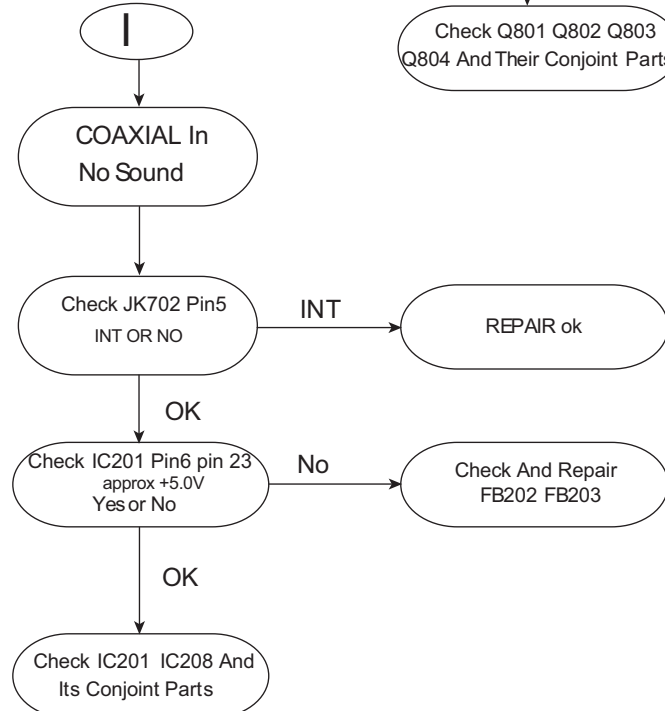 I
Check Q801 Q802 Q803
Q804 And Their Conjoint Parts
COAXIAL In
No Sound
Check JK702 Pin5
INT OR NO
INT
REPAIR ok
OK
Check IC201 Pin6 pin 23
approx +5.0V
Yes or No
No
Check And Repair
FB202 FB203
OK
Check IC201 IC208 And
Its Conjoint Parts